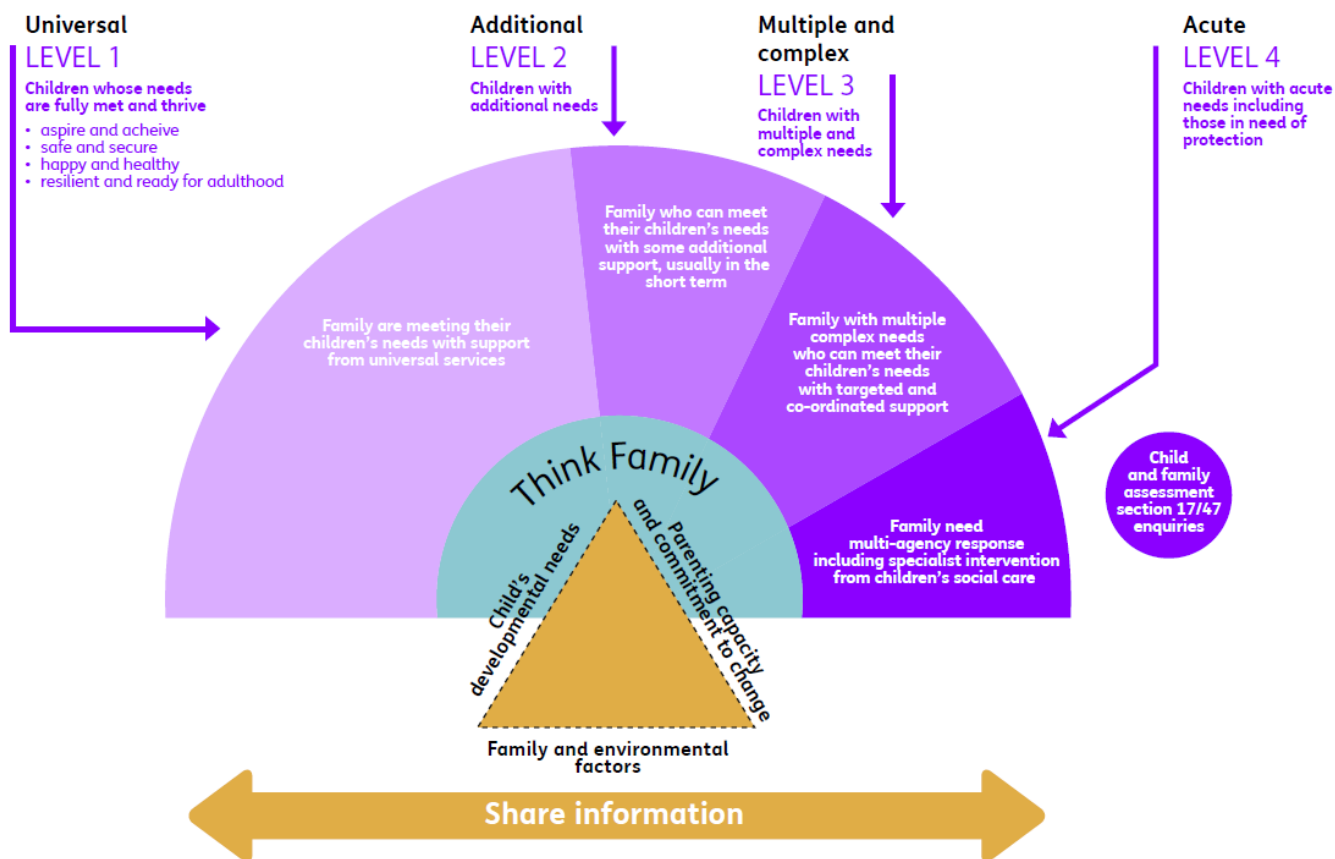 Universal
LEVEL 1
Children whose needs
are fully met and thrive
• aspire and acheive
• safe and secure
• happy and healthy
• resilient and ready for adulthood
Additional
LEVEL 2
Children with
additional needs
Multiple and
complex
LEVEL 3
Children with
multiple and
complex needs
Acute
LEVEL 4
Children with acute
needs including
those in need of
protection
Family are meeting their
children's needs with support
from universal services
Family who can meet
their children's needs
with some additional
support, usually in the
short term
Family with multiple
complex needs
who can meet their
children's needs
with targeted and
co-ordinated support
Family need
multi-agency response
including specialist intervention
from children's social care
Child
and family
assessment
section 17/47
enquiries
Think Family
Child's
developmental needs
Parenting capacity
and commitment to change
Family and environmental
factors
Share information